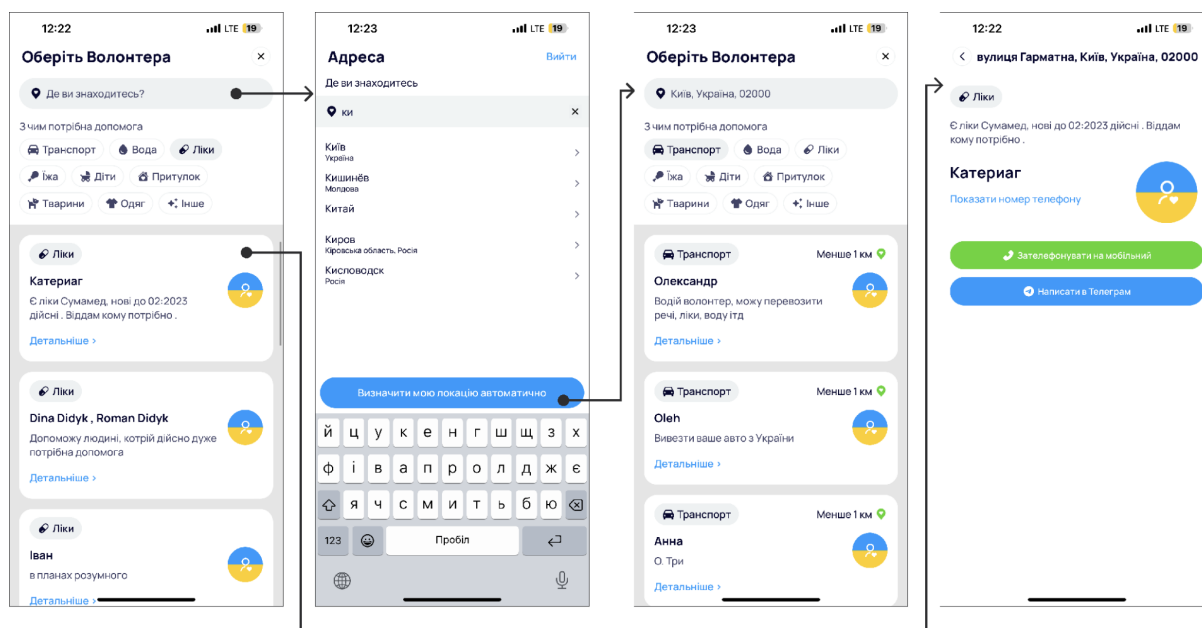 12:22
LTE 19
Оберіть Волонтера
Де ви знаходитесь?
З чим потрібна допомога
Транспорт Вода Ліки
Їжа Діти Притулок
Тварини Одяг Інше
Ліки
Катериаг
Є ліки Сумамед, нові до 02:2023
дійсні . Віддам кому потрібно .
Детальніше ›
Ліки
Dina Didyk , Roman Didyk
Допоможу людині, котрій дійсно дуже
потрібна допомога
Детальніше ›
Ліки
Іван
в планах розумного
Детальніше ›
12:23
LTE 19
Адреса
Вийти
Де ви знаходитесь
ки
Київ
Україна
Кишинёв
Молдова
Китай
Киров
Кіровська область, Росія
Кисловодск
Росія
Визначити мою локацію автоматично
й ц у к е н г ш щ з х
ф і в а п р о л д ж є
я ч с м и т ь б ю
123 Пробіл
12:23
LTE 19
Оберіть Волонтера
Київ, Україна, 02000
З чим потрібна допомога
Транспорт Вода Ліки
Їжа Діти Притулок
Тварини Одяг Інше
Транспорт Менше 1 км
Олександр
Водій волонтер, можу перевозити
речі, ліки, воду ітд
Детальніше ›
Транспорт Менше 1 км
Oleh
Вивезти ваше авто з України
Детальніше ›
Транспорт Менше 1 км
Анна
О. Три
Детальніше ›
12:22
LTE 19
вулиця Гарматна, Київ, Україна, 02000
Ліки
Є ліки Сумамед, нові до 02:2023 дійсні . Віддам
кому потрібно .
Катериаг
Показати номер телефону
Зателефонувати на мобільний
Написати в Телеграм